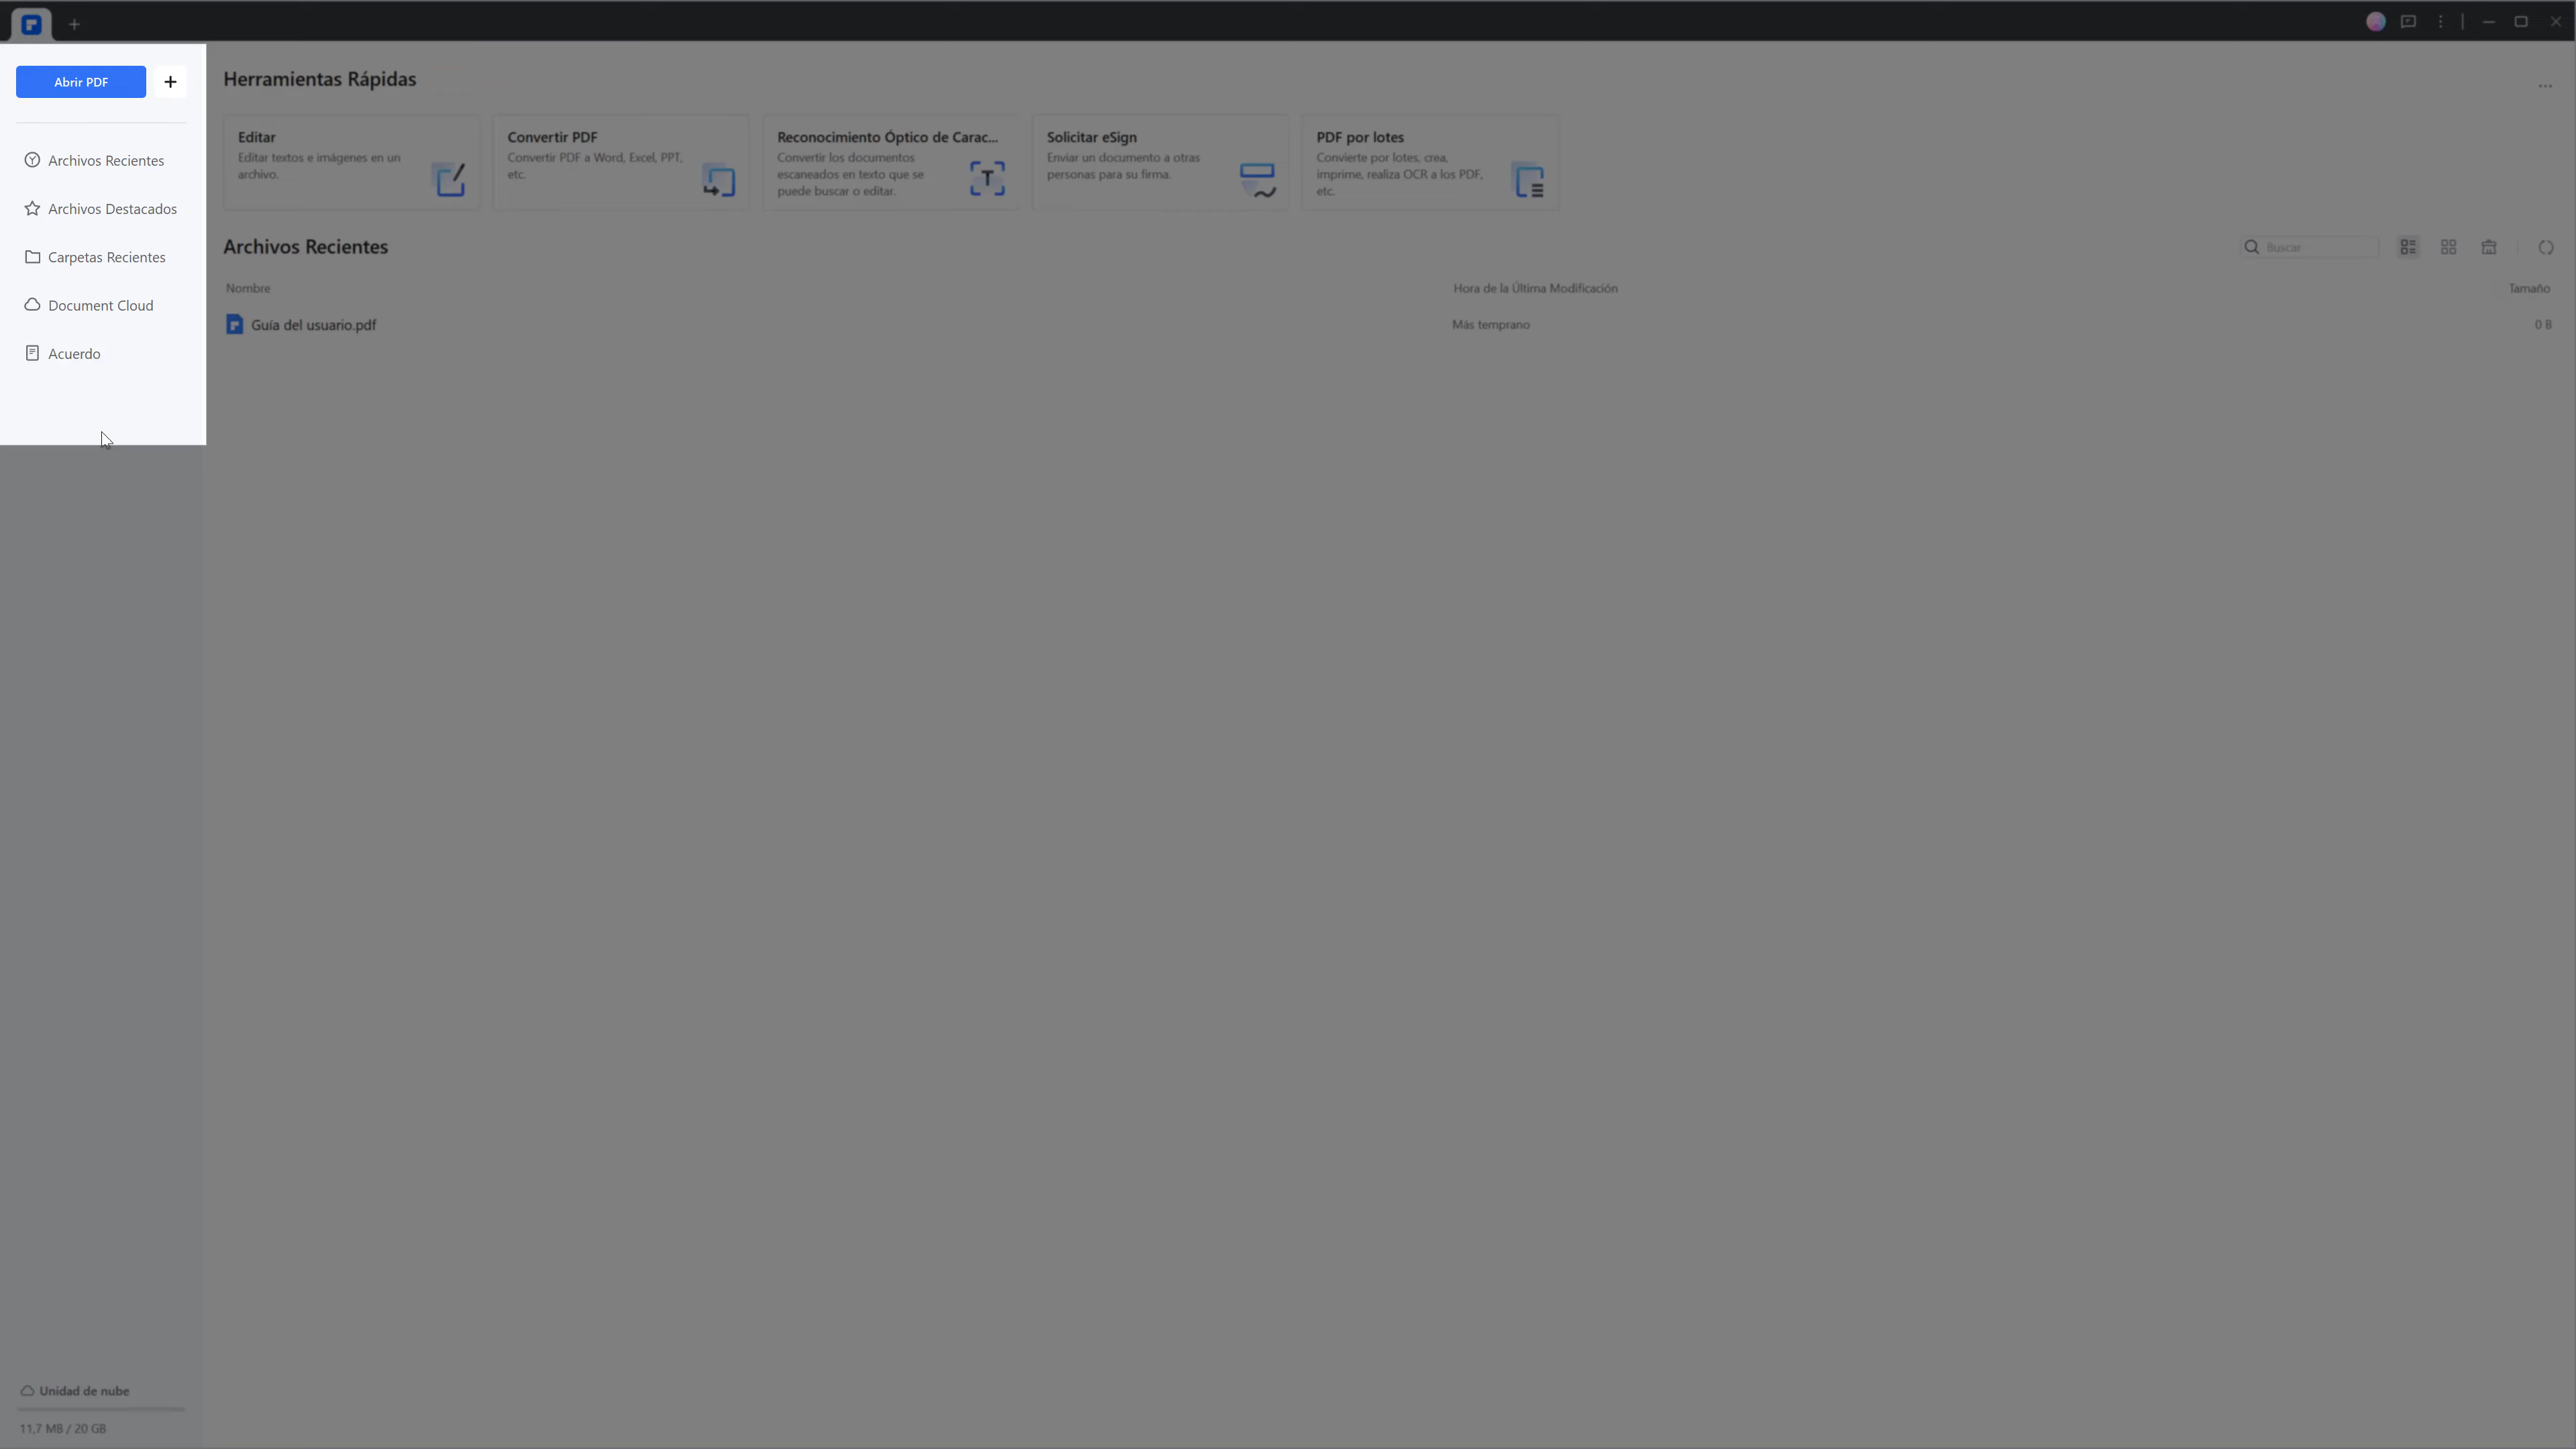 Abrir PDF
Archivos Recientes
Archivos Destacados
Carpetas Recientes
Document Cloud
Acuerdo
Unidad de nube
11,7 MB / 20 GB
Herramientas Rápidas
Editar
Editar textos e imágenes en un
archivo.
Convertir PDF
Convertir PDF a Word, Excel, PPT,
etc.
Reconocimiento Óptico de Carac...
Convertir los documentos
escaneados en texto que se
puede buscar o editar.
Solicitar eSign
Enviar un documento a otras
personas para su firma.
PDF por lotes
Convierte por lotes, crea,
imprime, realiza OCR a los PDF,
etc.
Archivos Recientes
Buscar
Nombre
Hora de la Última Modificación
Tamaño
Guía del usuario.pdf
Más temprano
0 B